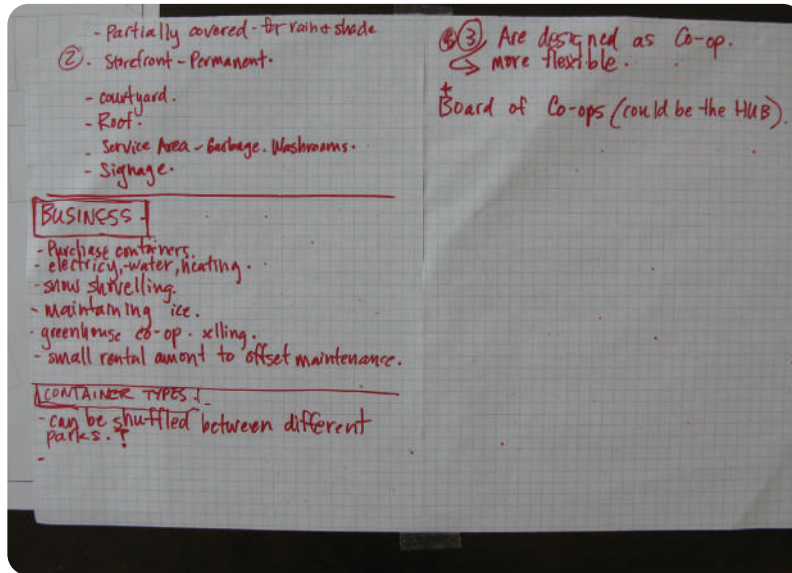 - Partially covered - for rain + shade
②. Storefront - Permanent.
- courtyard.
- Roof.
- Service Area - Garbage. Washrooms.
- Signage.
BUSINESS -
- Purchase containers.
- electricy, water, heating.
- snow shovelling.
- maintaining ice.
- greenhouse co-op. selling.
- small rental amont to offset maintenance.
CONTAINER TYPES.
- can be shuffled between different
parks. ?
-
③ Are designed as Co-op.
→ more flexible.
+
Board of Co-ops (could be the HUB).